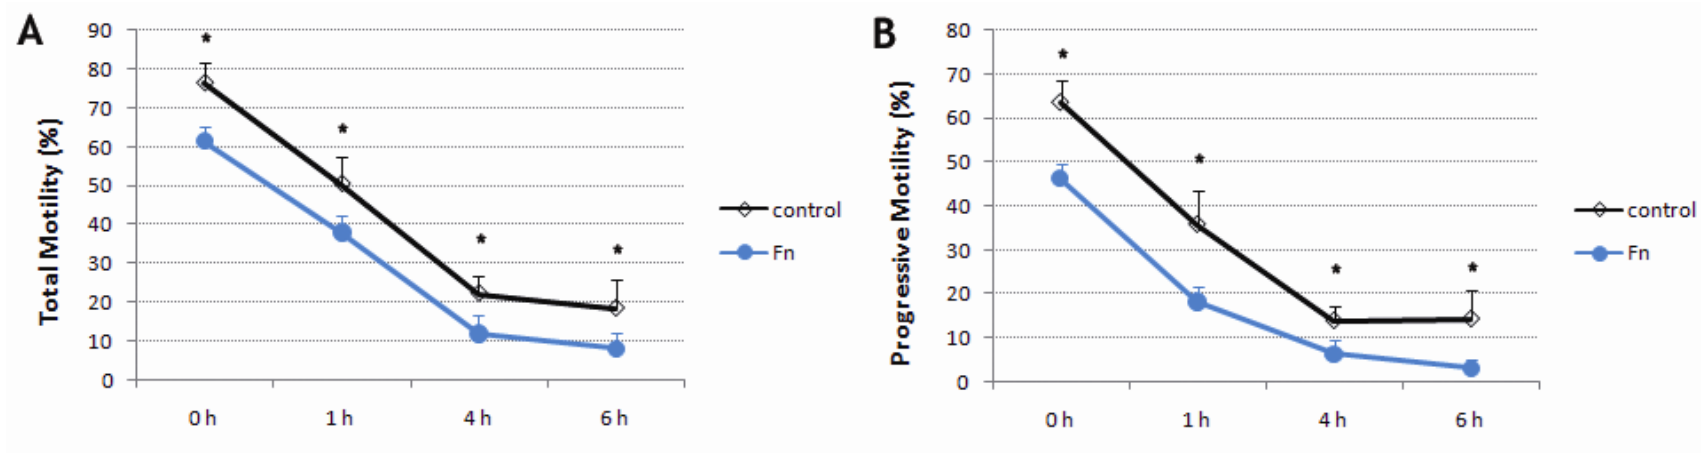 A
Total Motility (%)
90
80
70
60
50
40
30
20
10
0
*
*
*
*
0 h
1 h
4 h
6 h
control
Fn
B
Progressive Motility (%)
80
70
60
50
40
30
20
10
0
*
*
*
*
0 h
1 h
4 h
6 h
control
Fn